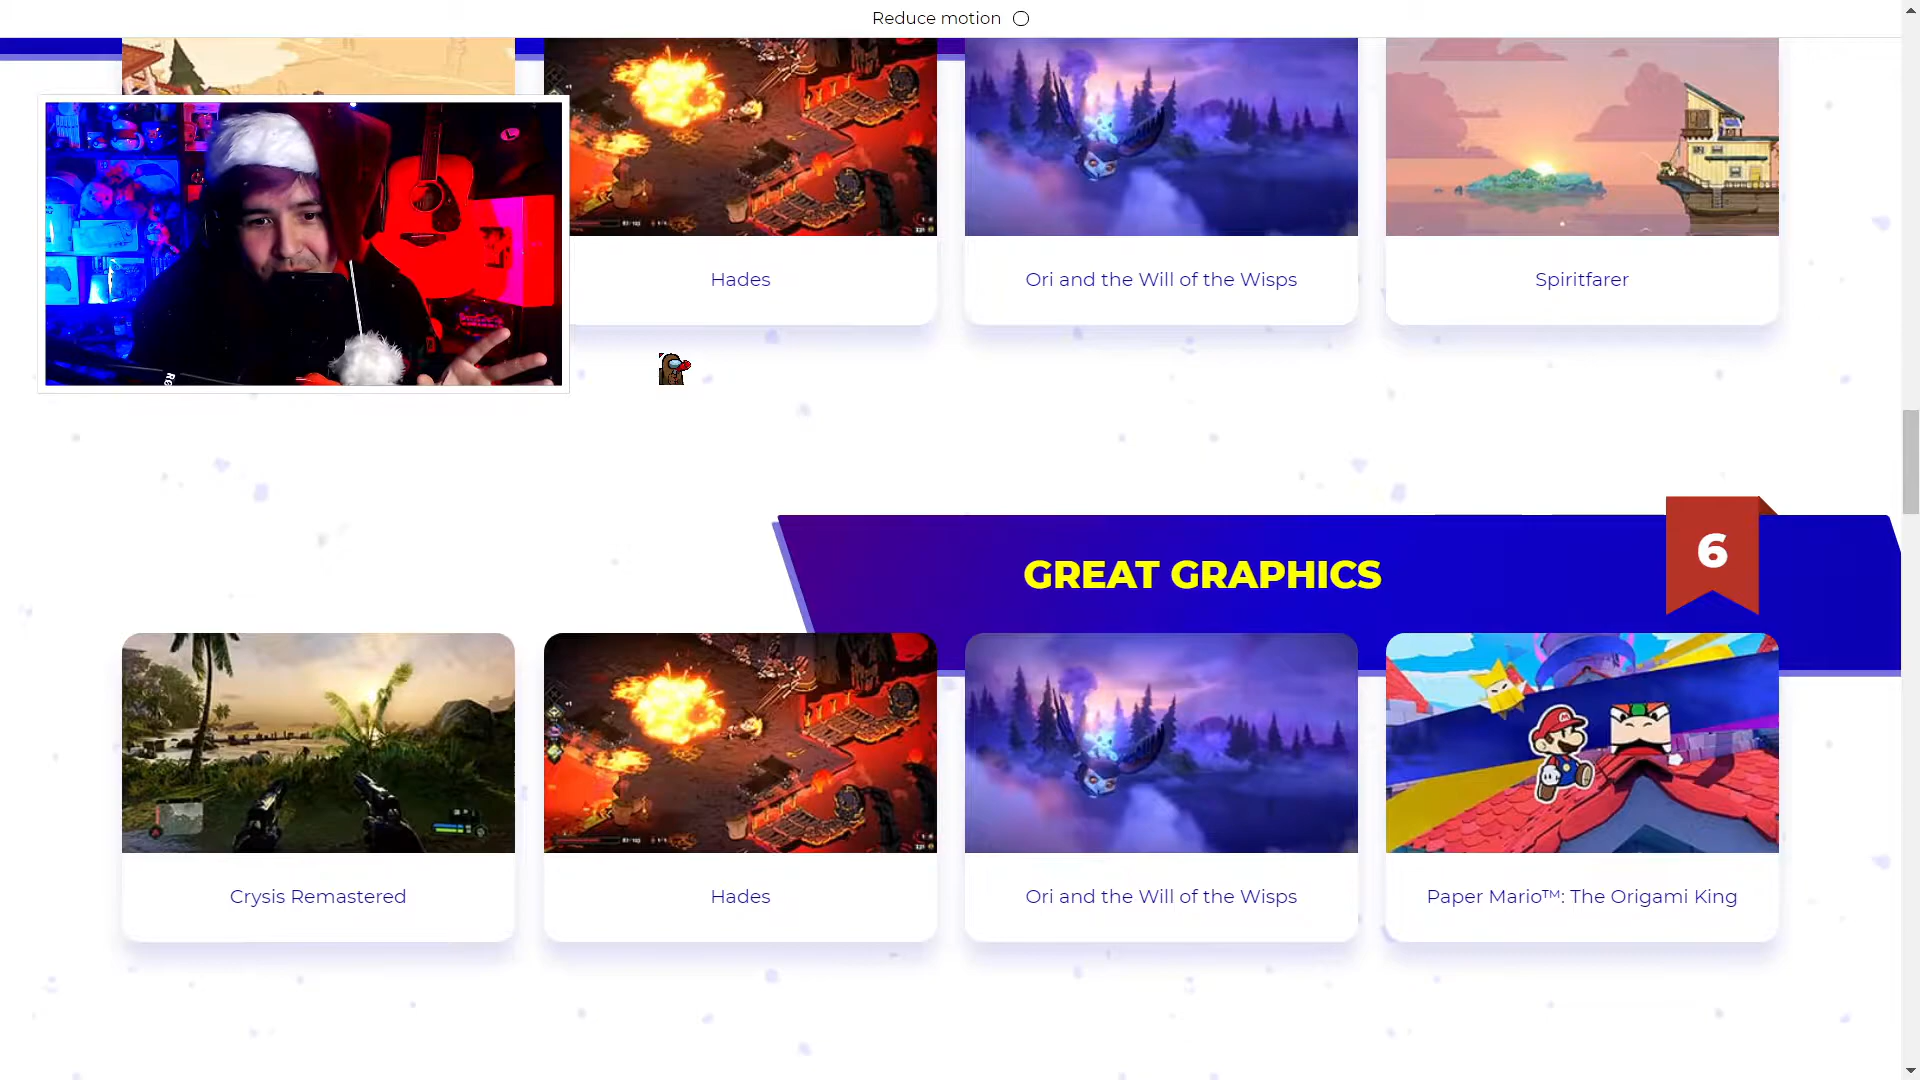 Reduce motion
Hades
Ori and the Will of the Wisps
Spiritfarer
6
GREAT GRAPHICS
Crysis Remastered
Hades
Ori and the Will of the Wisps
Paper Mario™: The Origami King